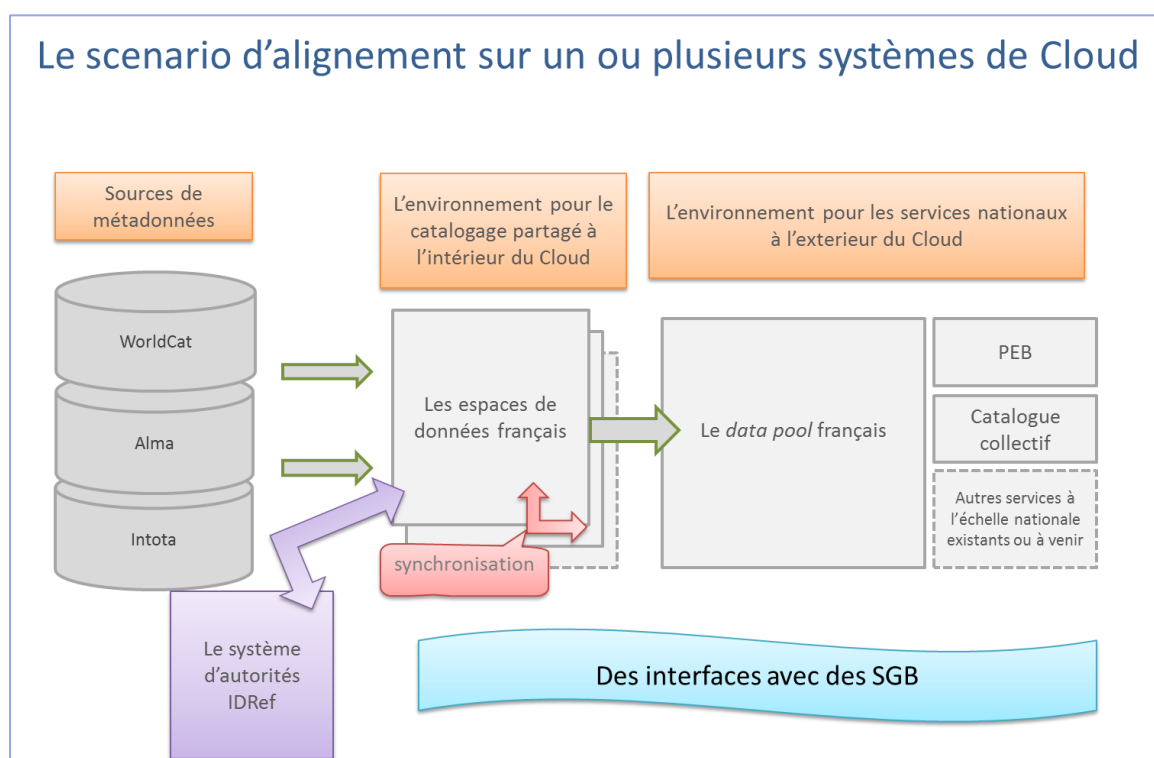 Le scenario d'alignement sur un ou plusieurs systèmes de Cloud
Sources de
métadonnées
L'environnement pour le
catalogage partagé à
l'intérieur du Cloud
L'environnement pour les services nationaux
à l'exterieur du Cloud
WorldCat
Alma
Intota
Les espaces de
données français
synchronisation
Le data pool français
PEB
Catalogue
collectif
Autres services à
l'échelle nationale
existants ou à venir
Le système
d'autorités
IDRef
Des interfaces avec des SGB